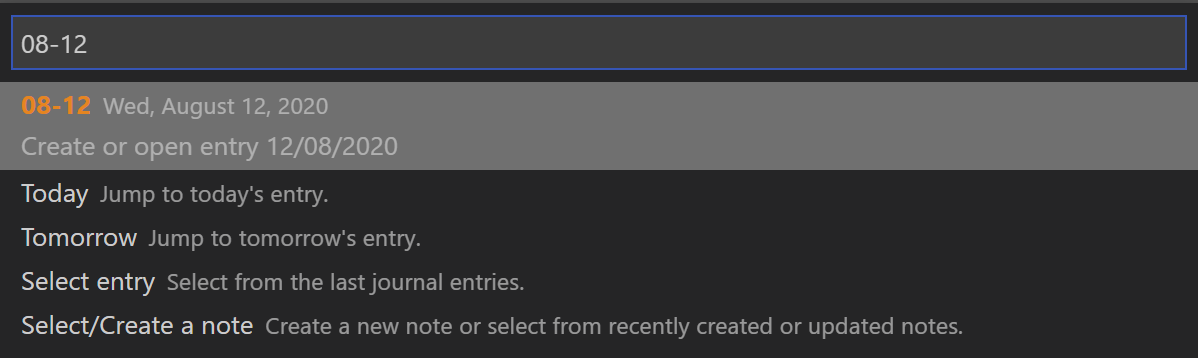 08-12
08-12 Wed, August 12, 2020
Create or open entry 12/08/2020
Today Jump to today's entry.
Tomorrow Jump to tomorrow's entry.
Select entry Select from the last journal entries.
Select/Create a note Create a new note or select from recently created or updated notes.